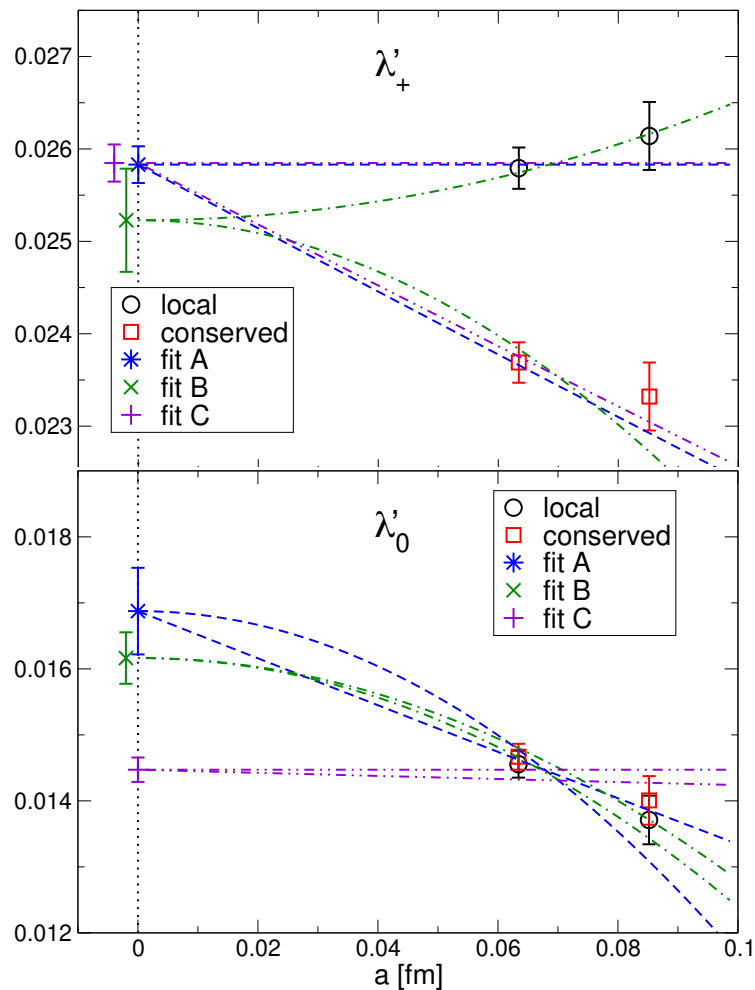 0.027
λ'+
0.026
0.025
0.024
0.023
local
conserved
fit A
fit B
fit C
0.018
λ'0
0.016
0.014
0.012
local
conserved
fit A
fit B
fit C
0 0.02 0.04 0.06 0.08 0.1
a [fm]